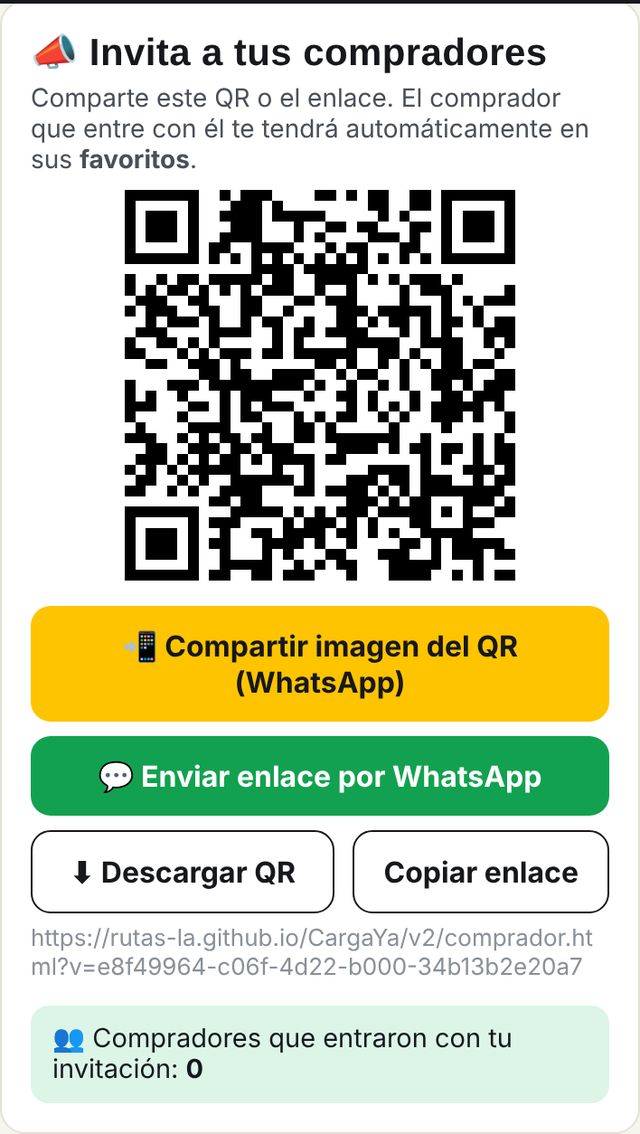 📣 Invita a tus compradores
Comparte este QR o el enlace. El comprador
que entre con él te tendrá automáticamente en
sus favoritos.
📲 Compartir imagen del QR
(WhatsApp)
💬 Enviar enlace por WhatsApp
⬇ Descargar QR
Copiar enlace
https://rutas-la.github.io/CargaYa/v2/comprador.ht
ml?v=e8f49964-c06f-4d22-b000-34b13b2e20a7
👥 Compradores que entraron con tu
invitación: 0